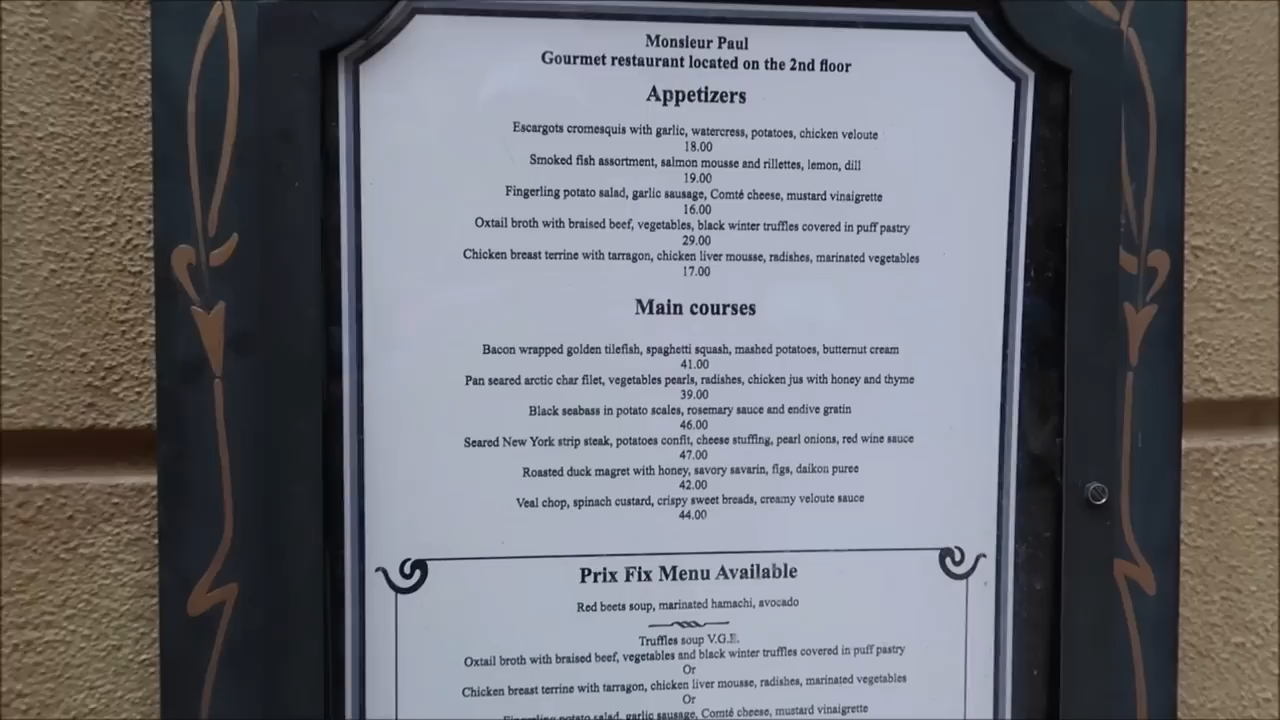 Monsieur Paul
Gourmet restaurant located on the 2nd floor
Appetizers
Escargots cromesquis with garlic, watercress, potatoes, chicken veloute
18.00
Smoked fish assortment, salmon mousse and rillettes, lemon, dill
19.00
Fingerling potato salad, garlic sausage, Comté cheese, mustard vinaigrette
16.00
Oxtail broth with braised beef, vegetables, black winter truffles covered in puff pastry
29.00
Chicken breast terrine with tarragon, chicken liver mousse, radishes, marinated vegetables
17.00
Main courses
Bacon wrapped golden tilefish, spaghetti squash, mashed potatoes, butternut cream
41.00
Pan seared arctic char filet, vegetables pearls, radishes, chicken jus with honey and thyme
39.00
Black seabass in potato scales, rosemary sauce and endive gratin
46.00
Seared New York strip steak, potatoes confit, cheese stuffing, pearl onions, red wine sauce
47.00
Roasted duck magret with honey, savory savarin, figs, daikon puree
42.00
Veal chop, spinach custard, crispy sweet breads, creamy veloute sauce
44.00
Prix Fix Menu Available
Red beets soup, marinated hamachi, avocado
Truffles soup V.G.E.
Oxtail broth with braised beef, vegetables and black winter truffles covered in puff pastry
Or
Chicken breast terrine with tarragon, chicken liver mousse, radishes, marinated vegetables
Or
Fingerling potato salad, garlic sausage, Comté cheese, mustard vinaigrette